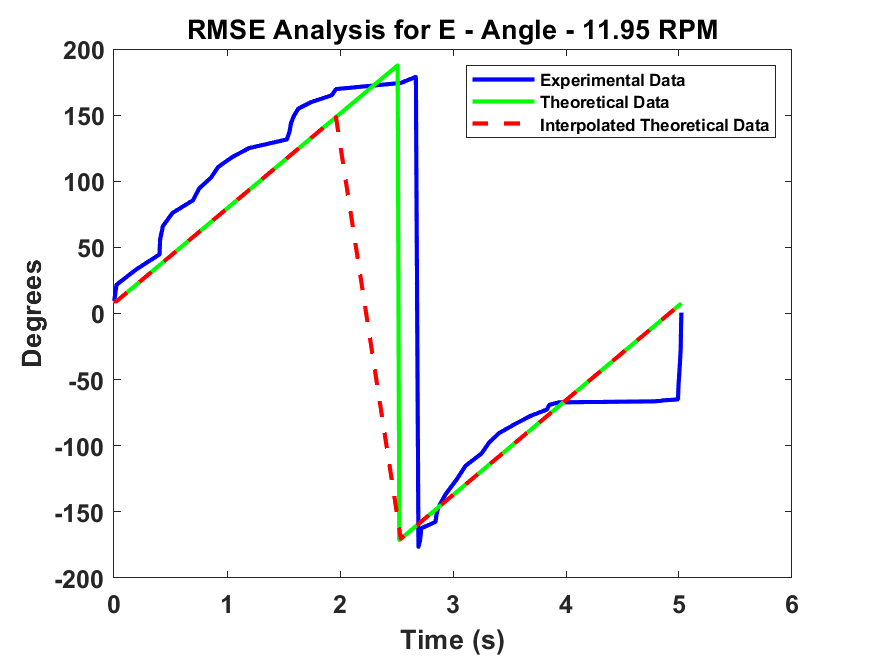 RMSE Analysis for E - Angle - 11.95 RPM
Experimental Data
Theoretical Data
Interpolated Theoretical Data
Degrees
200
150
100
50
0
-50
-100
-150
-200
0 1 2 3 4 5 6
Time (s)